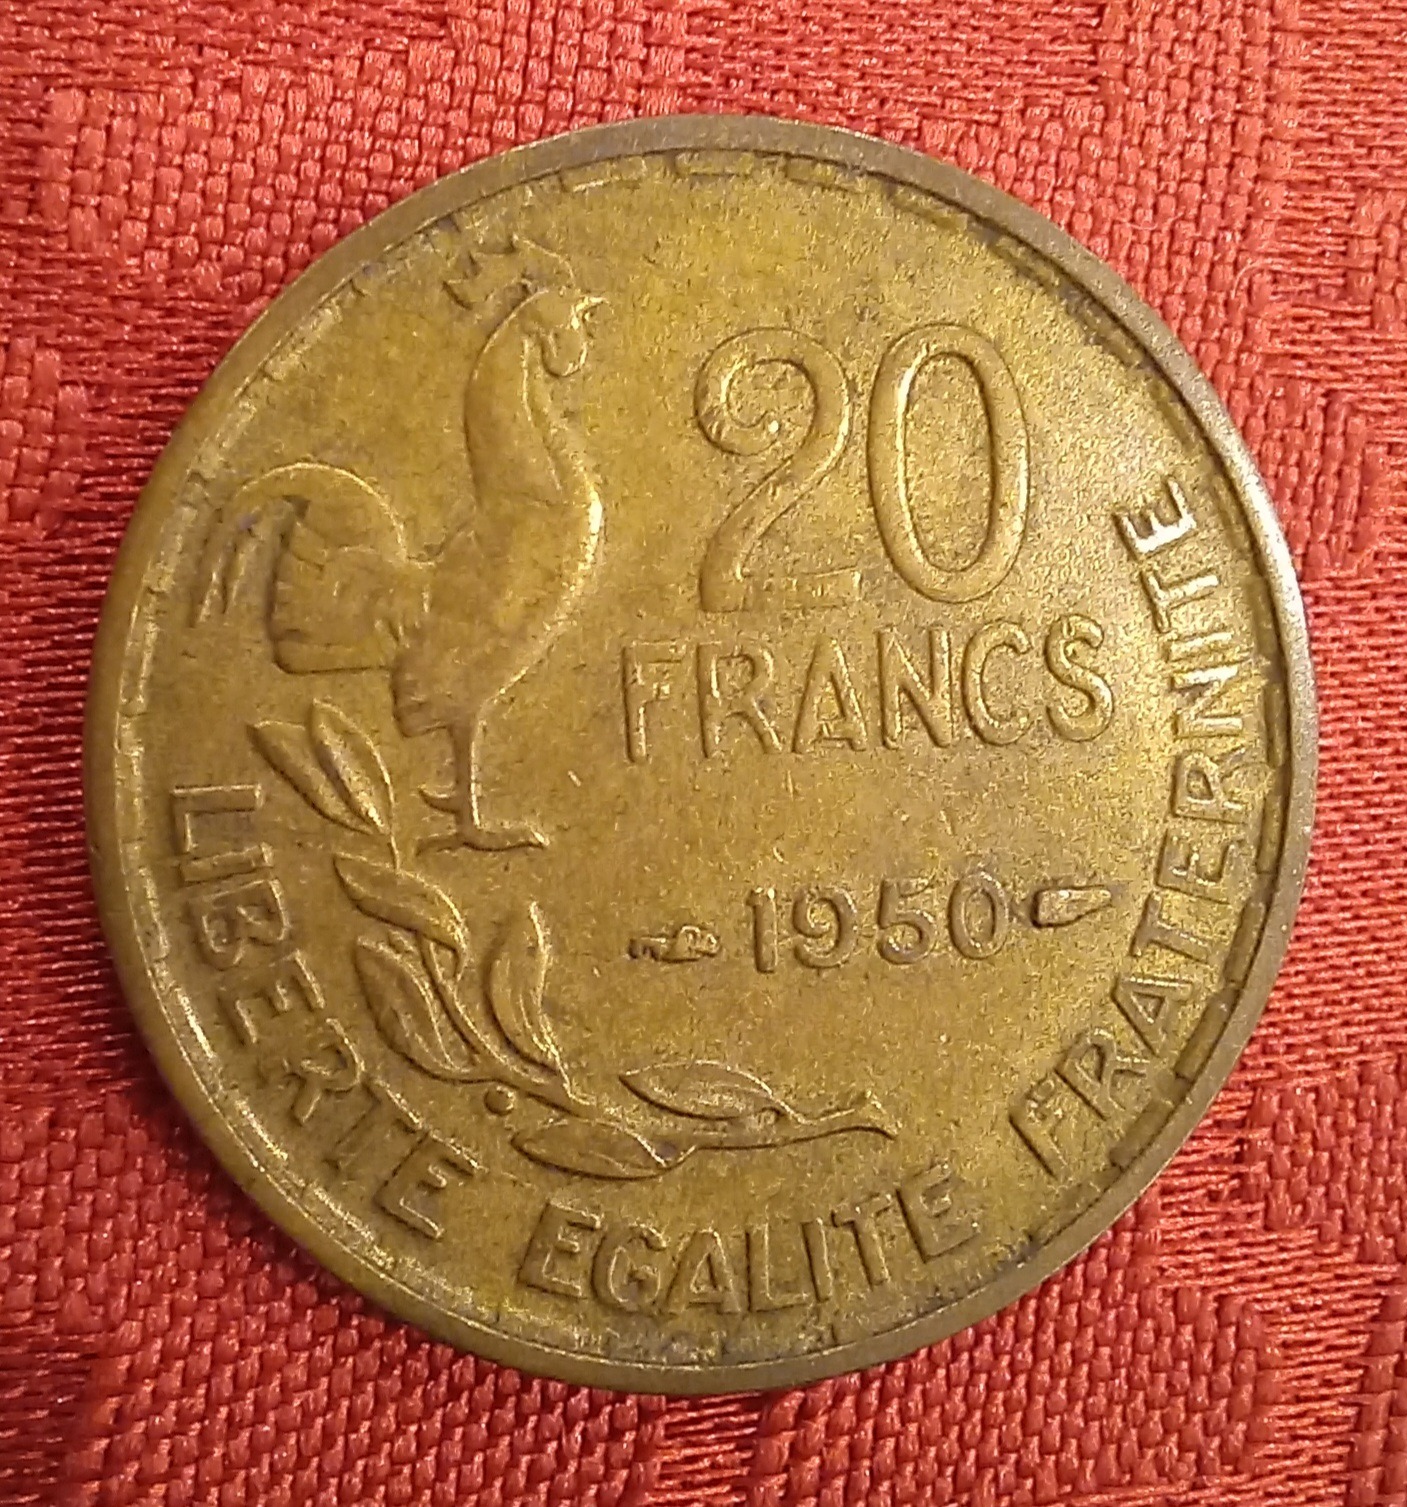 20
FRANCS
1950
LIBERTE EGALITE FRATERNITE